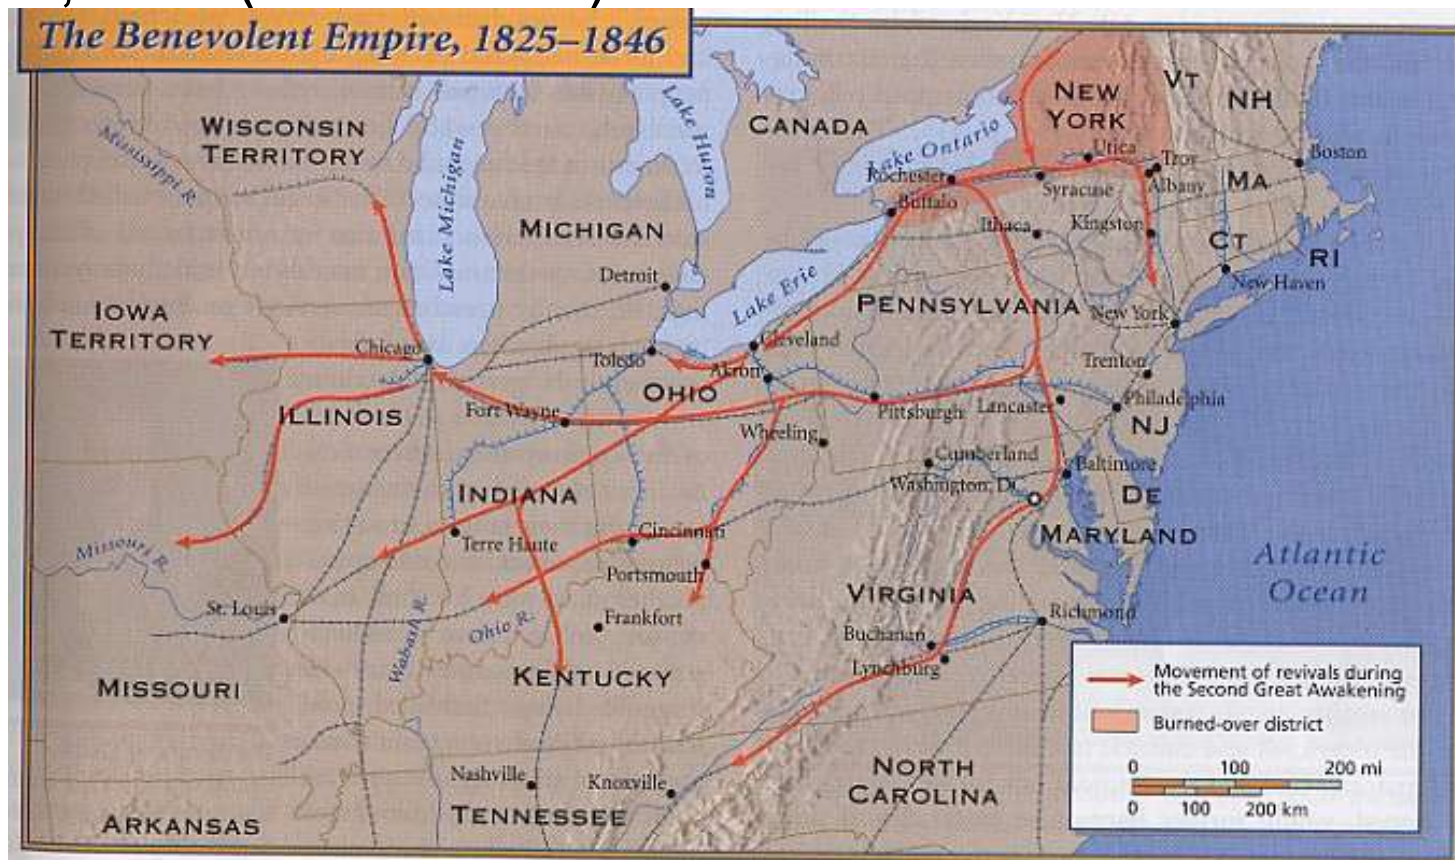 The Benevolent Empire, 1825–1846
WISCONSIN
TERRITORY
Mississippi R.
Lake Michigan
Lake Huron
CANADA
Lake Ontario
NEW
YORK
VT
NH
Utica
Troy
Boston
Rochester
Syracuse
Albany
MA
Buffalo
MICHIGAN
Ithaca
Kingston
CT
RI
Detroit
Lake Erie
New Haven
IOWA
TERRITORY
PENNSYLVANIA
New York
Chicago
Toledo
Cleveland
Akron
Trenton
OHIO
ILLINOIS
Fort Wayne
Pittsburgh
Lancaster
Philadelphia
NJ
Wheeling
Cumberland
Baltimore
Washington, D.C.
INDIANA
DE
MARYLAND
Terre Haute
Cincinnati
Missouri R.
Portsmouth
Atlantic
Ocean
St. Louis
Wabash R.
Ohio R.
Frankfort
VIRGINIA
Richmond
Buchanan
Lynchburg
MISSOURI
KENTUCKY
Movement of revivals during
the Second Great Awakening
Burned-over district
0 100 200 mi
0 100 200 km
Nashville
Knoxville
NORTH
CAROLINA
TENNESSEE
ARKANSAS